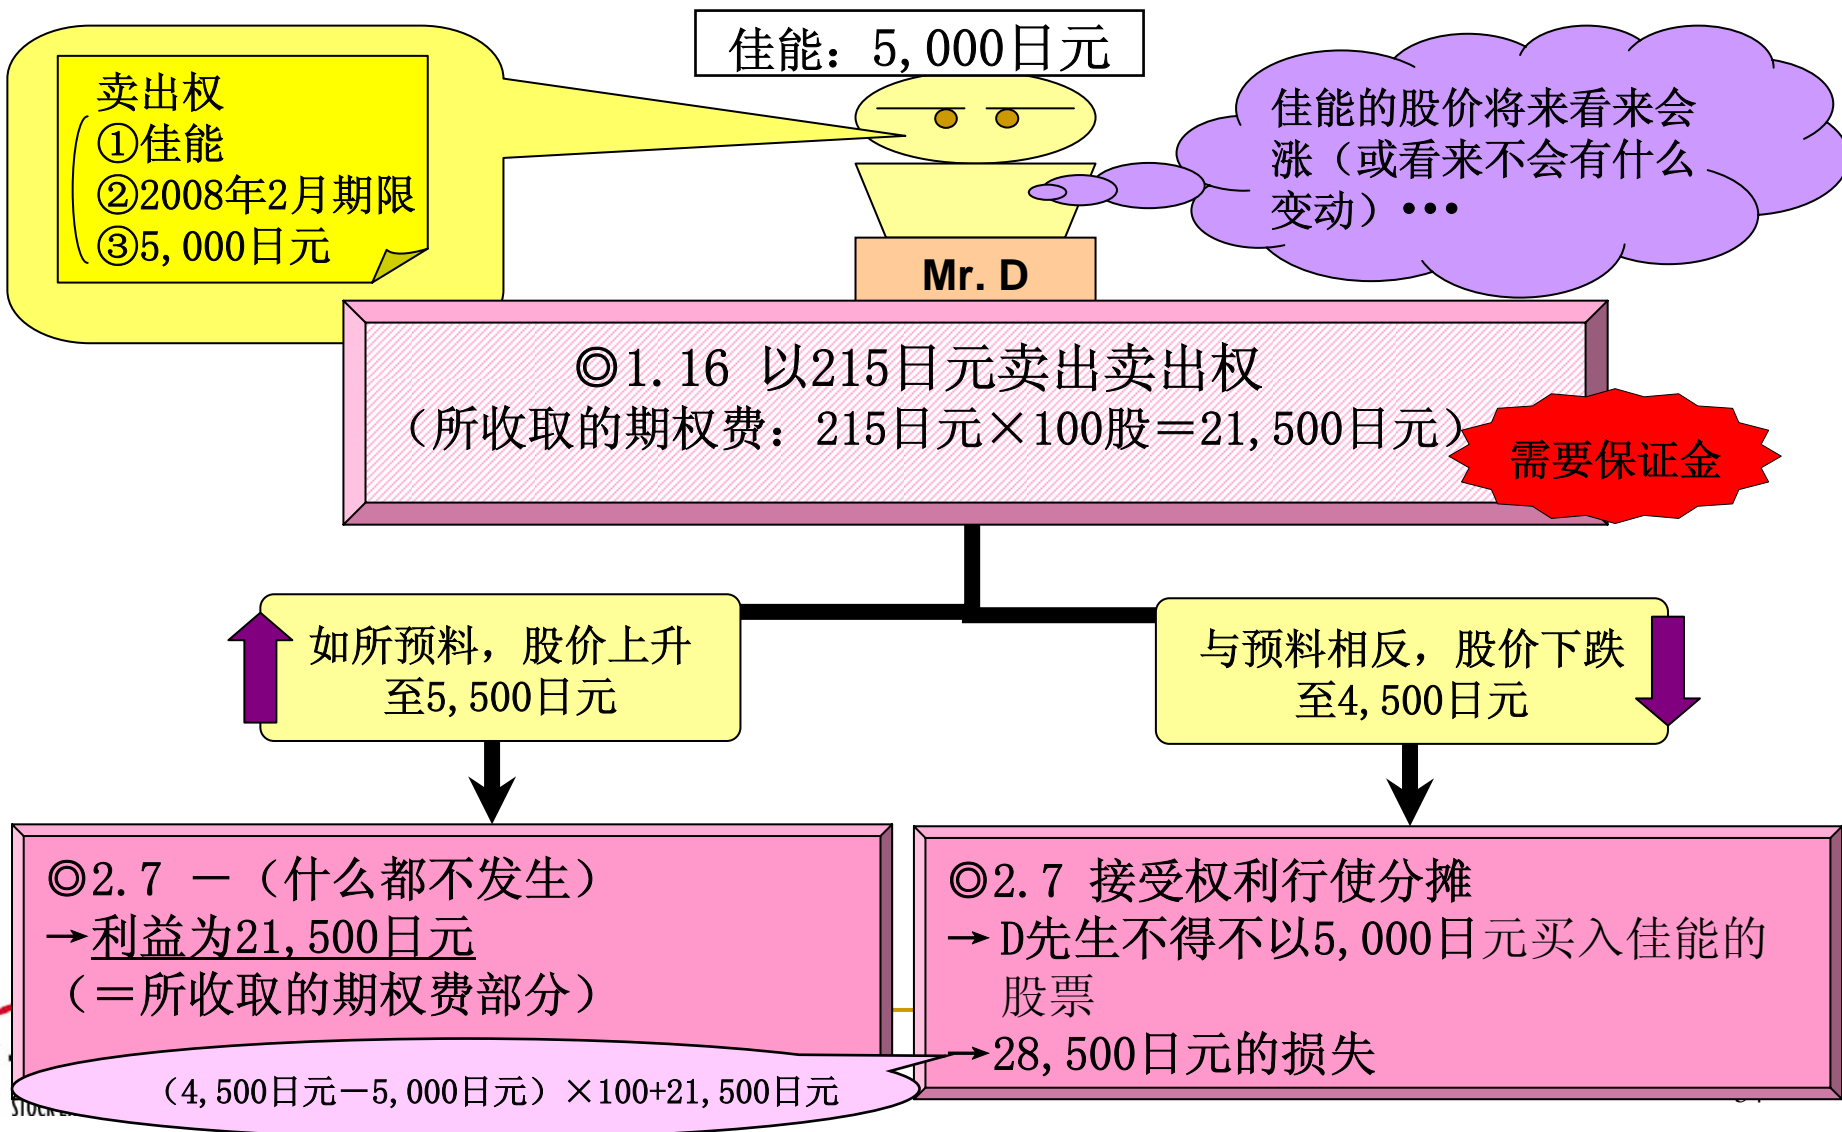 佳能：5,000日元
卖出权
①佳能
②2008年2月期限
③5,000日元
佳能的股价将来看来会
涨（或看来不会有什么
变动）•••
Mr. D
◎1.16 以215日元卖出卖出权
（所收取的期权费：215日元×100股＝21,500日元）
需要保证金
如所预料，股价上升
至5,500日元
与预料相反，股价下跌
至4,500日元
◎2.7 －（什么都不发生）
→利益为21,500日元
（＝所收取的期权费部分）
◎2.7 接受权利行使分摊
→D先生不得不以5,000日元买入佳能的
股票
→28,500日元的损失
（4,500日元－5,000日元）×100+21,500日元